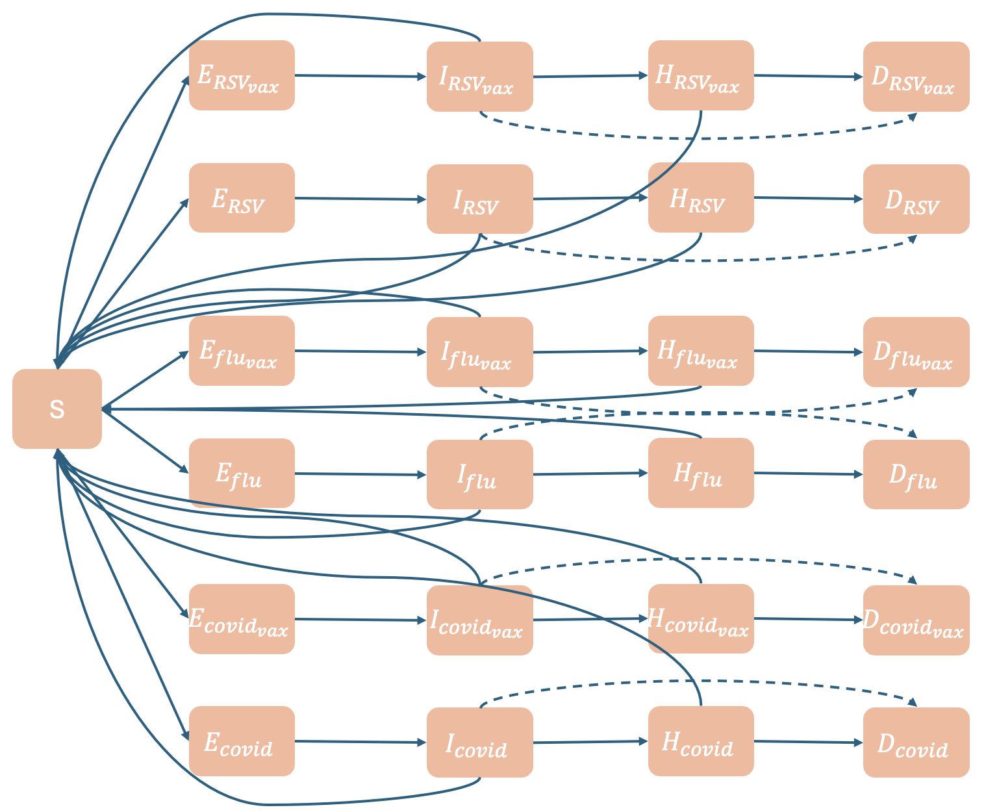 E_{RSV_{vax}} I_{RSV_{vax}} H_{RSV_{vax}} D_{RSV_{vax}}
E_{RSV} I_{RSV} H_{RSV} D_{RSV}
E_{flu_{vax}} I_{flu_{vax}} H_{flu_{vax}} D_{flu_{vax}}
S
E_{flu} I_{flu} H_{flu} D_{flu}
E_{covid_{vax}} I_{covid_{vax}} H_{covid_{vax}} D_{covid_{vax}}
E_{covid} I_{covid} H_{covid} D_{covid}